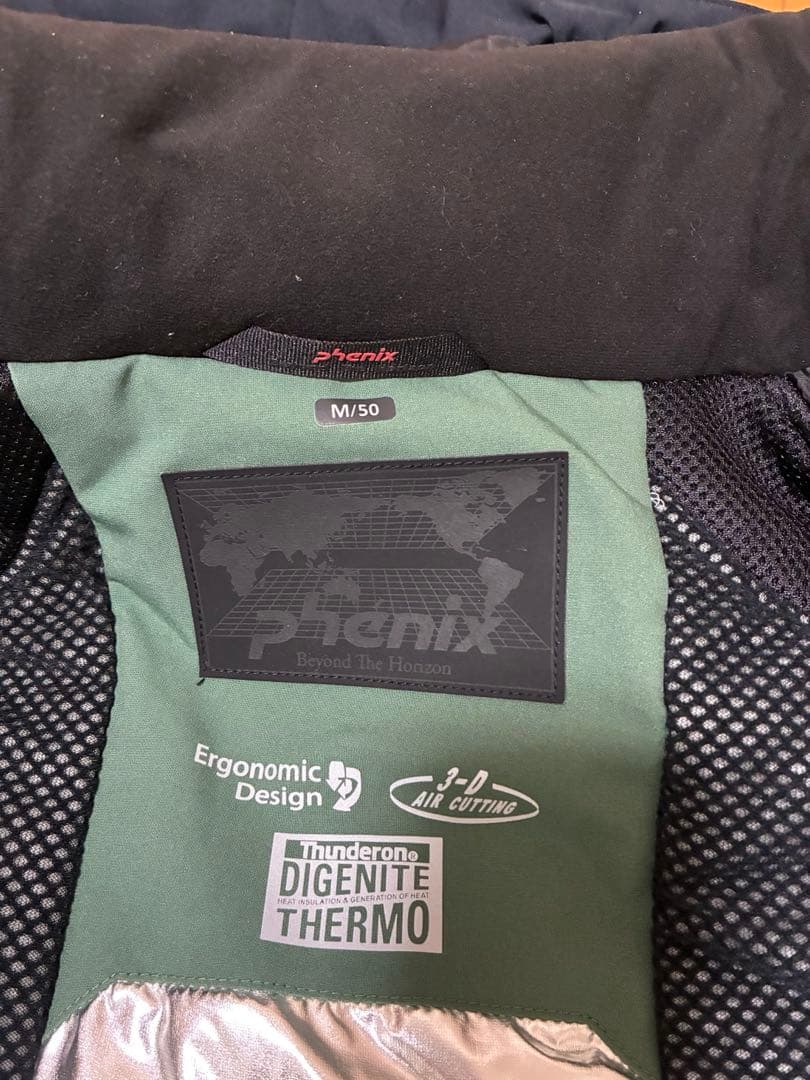 phenix
M/50
phenix
Beyond The Horizon
Ergonomic
Design
3-D
AIR CUTTING
Thunderon®
DIGENITE
HEAT INSULATION & GENERATION OF HEAT
THERMO